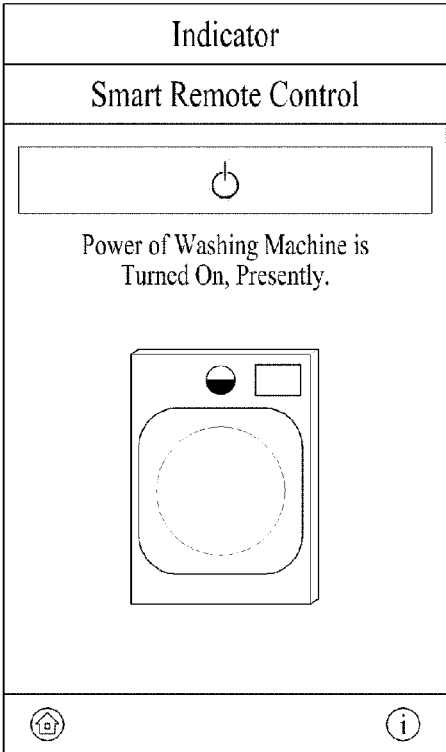 Indicator
Smart Remote Control
Power of Washing Machine is
Turned On, Presently.
i